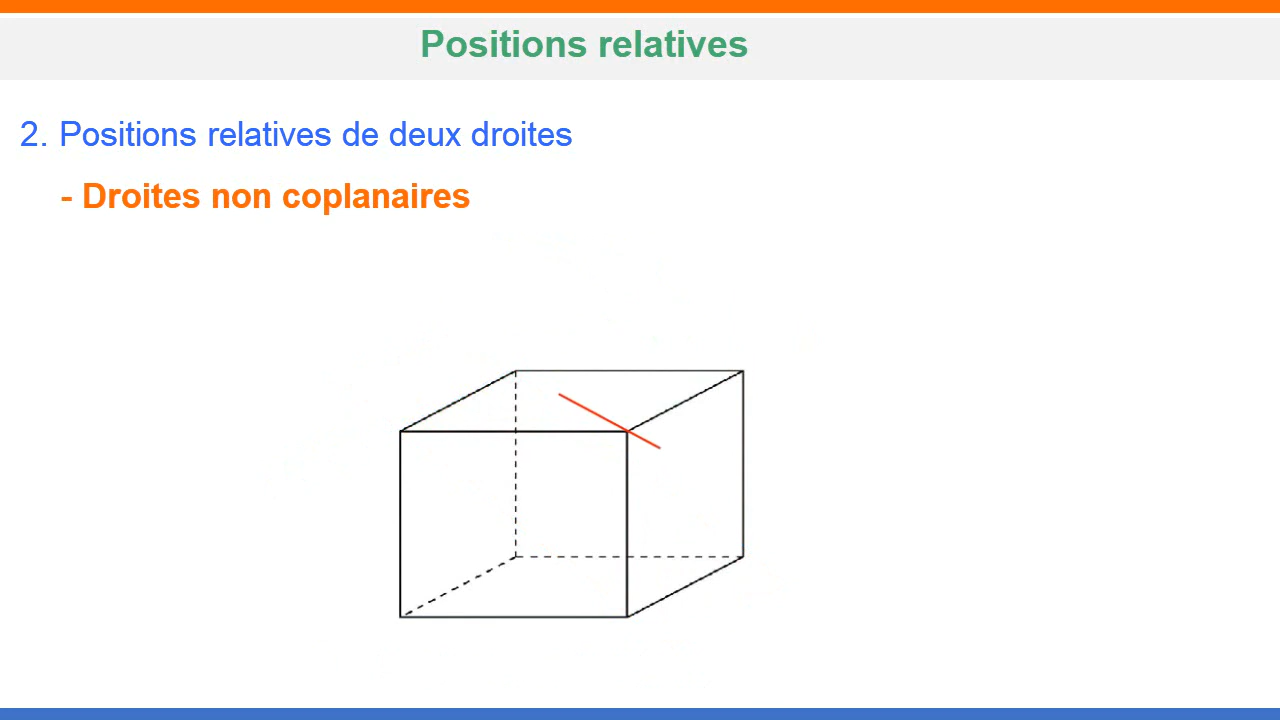 Positions relatives
2. Positions relatives de deux droites
- Droites non coplanaires